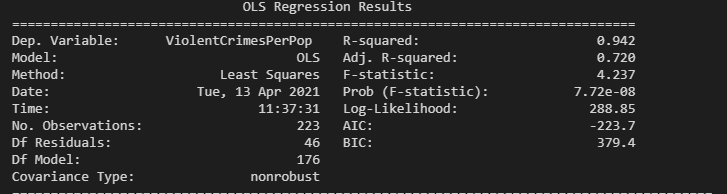 OLS Regression Results
==============================================================================
Dep. Variable: ViolentCrimesPerPop R-squared: 0.942
Model: OLS Adj. R-squared: 0.720
Method: Least Squares F-statistic: 4.237
Date: Tue, 13 Apr 2021 Prob (F-statistic): 7.72e-08
Time: 11:37:31 Log-Likelihood: 288.85
No. Observations: 223 AIC: -223.7
Df Residuals: 46 BIC: 379.4
Df Model: 176
Covariance Type: nonrobust